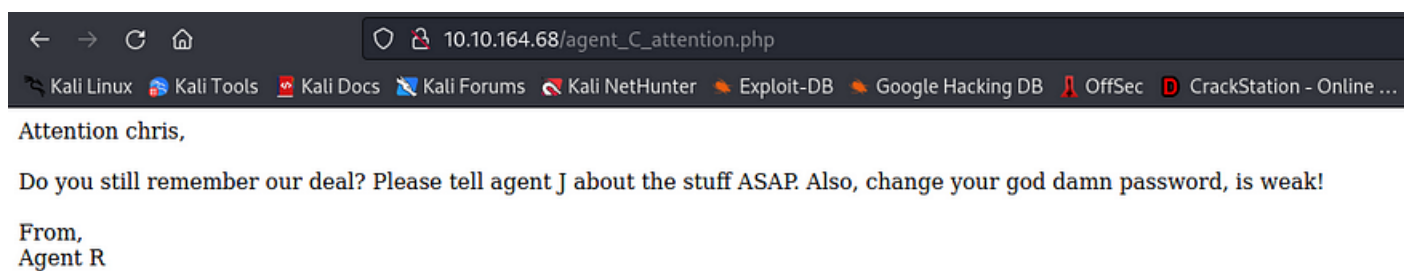 10.10.164.68/agent_C_attention.php
Kali Linux Kali Tools Kali Docs Kali Forums Kali NetHunter Exploit-DB Google Hacking DB OffSec CrackStation - Online ...
Attention chris,
Do you still remember our deal? Please tell agent J about the stuff ASAP. Also, change your god damn password, is weak!
From,
Agent R